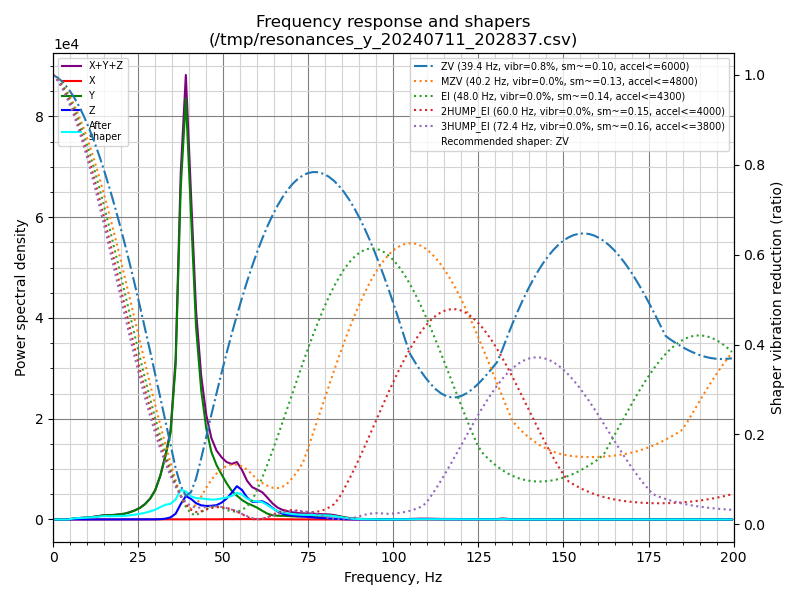 Frequency response and shapers
(/tmp/resonances_y_20240711_202837.csv)
1e4
X+Y+Z
X
Y
Z
After
shaper
ZV (39.4 Hz, vibr=0.8%, sm~=0.10, accel<=6000)
MZV (40.2 Hz, vibr=0.0%, sm~=0.13, accel<=4800)
EI (48.0 Hz, vibr=0.0%, sm~=0.14, accel<=4300)
2HUMP_EI (60.0 Hz, vibr=0.0%, sm~=0.15, accel<=4000)
3HUMP_EI (72.4 Hz, vibr=0.0%, sm~=0.16, accel<=3800)
Recommended shaper: ZV
Power spectral density
8
6
4
2
0
1.0
0.8
0.6
0.4
0.2
0.0
Shaper vibration reduction (ratio)
0 25 50 75 100 125 150 175 200
Frequency, Hz